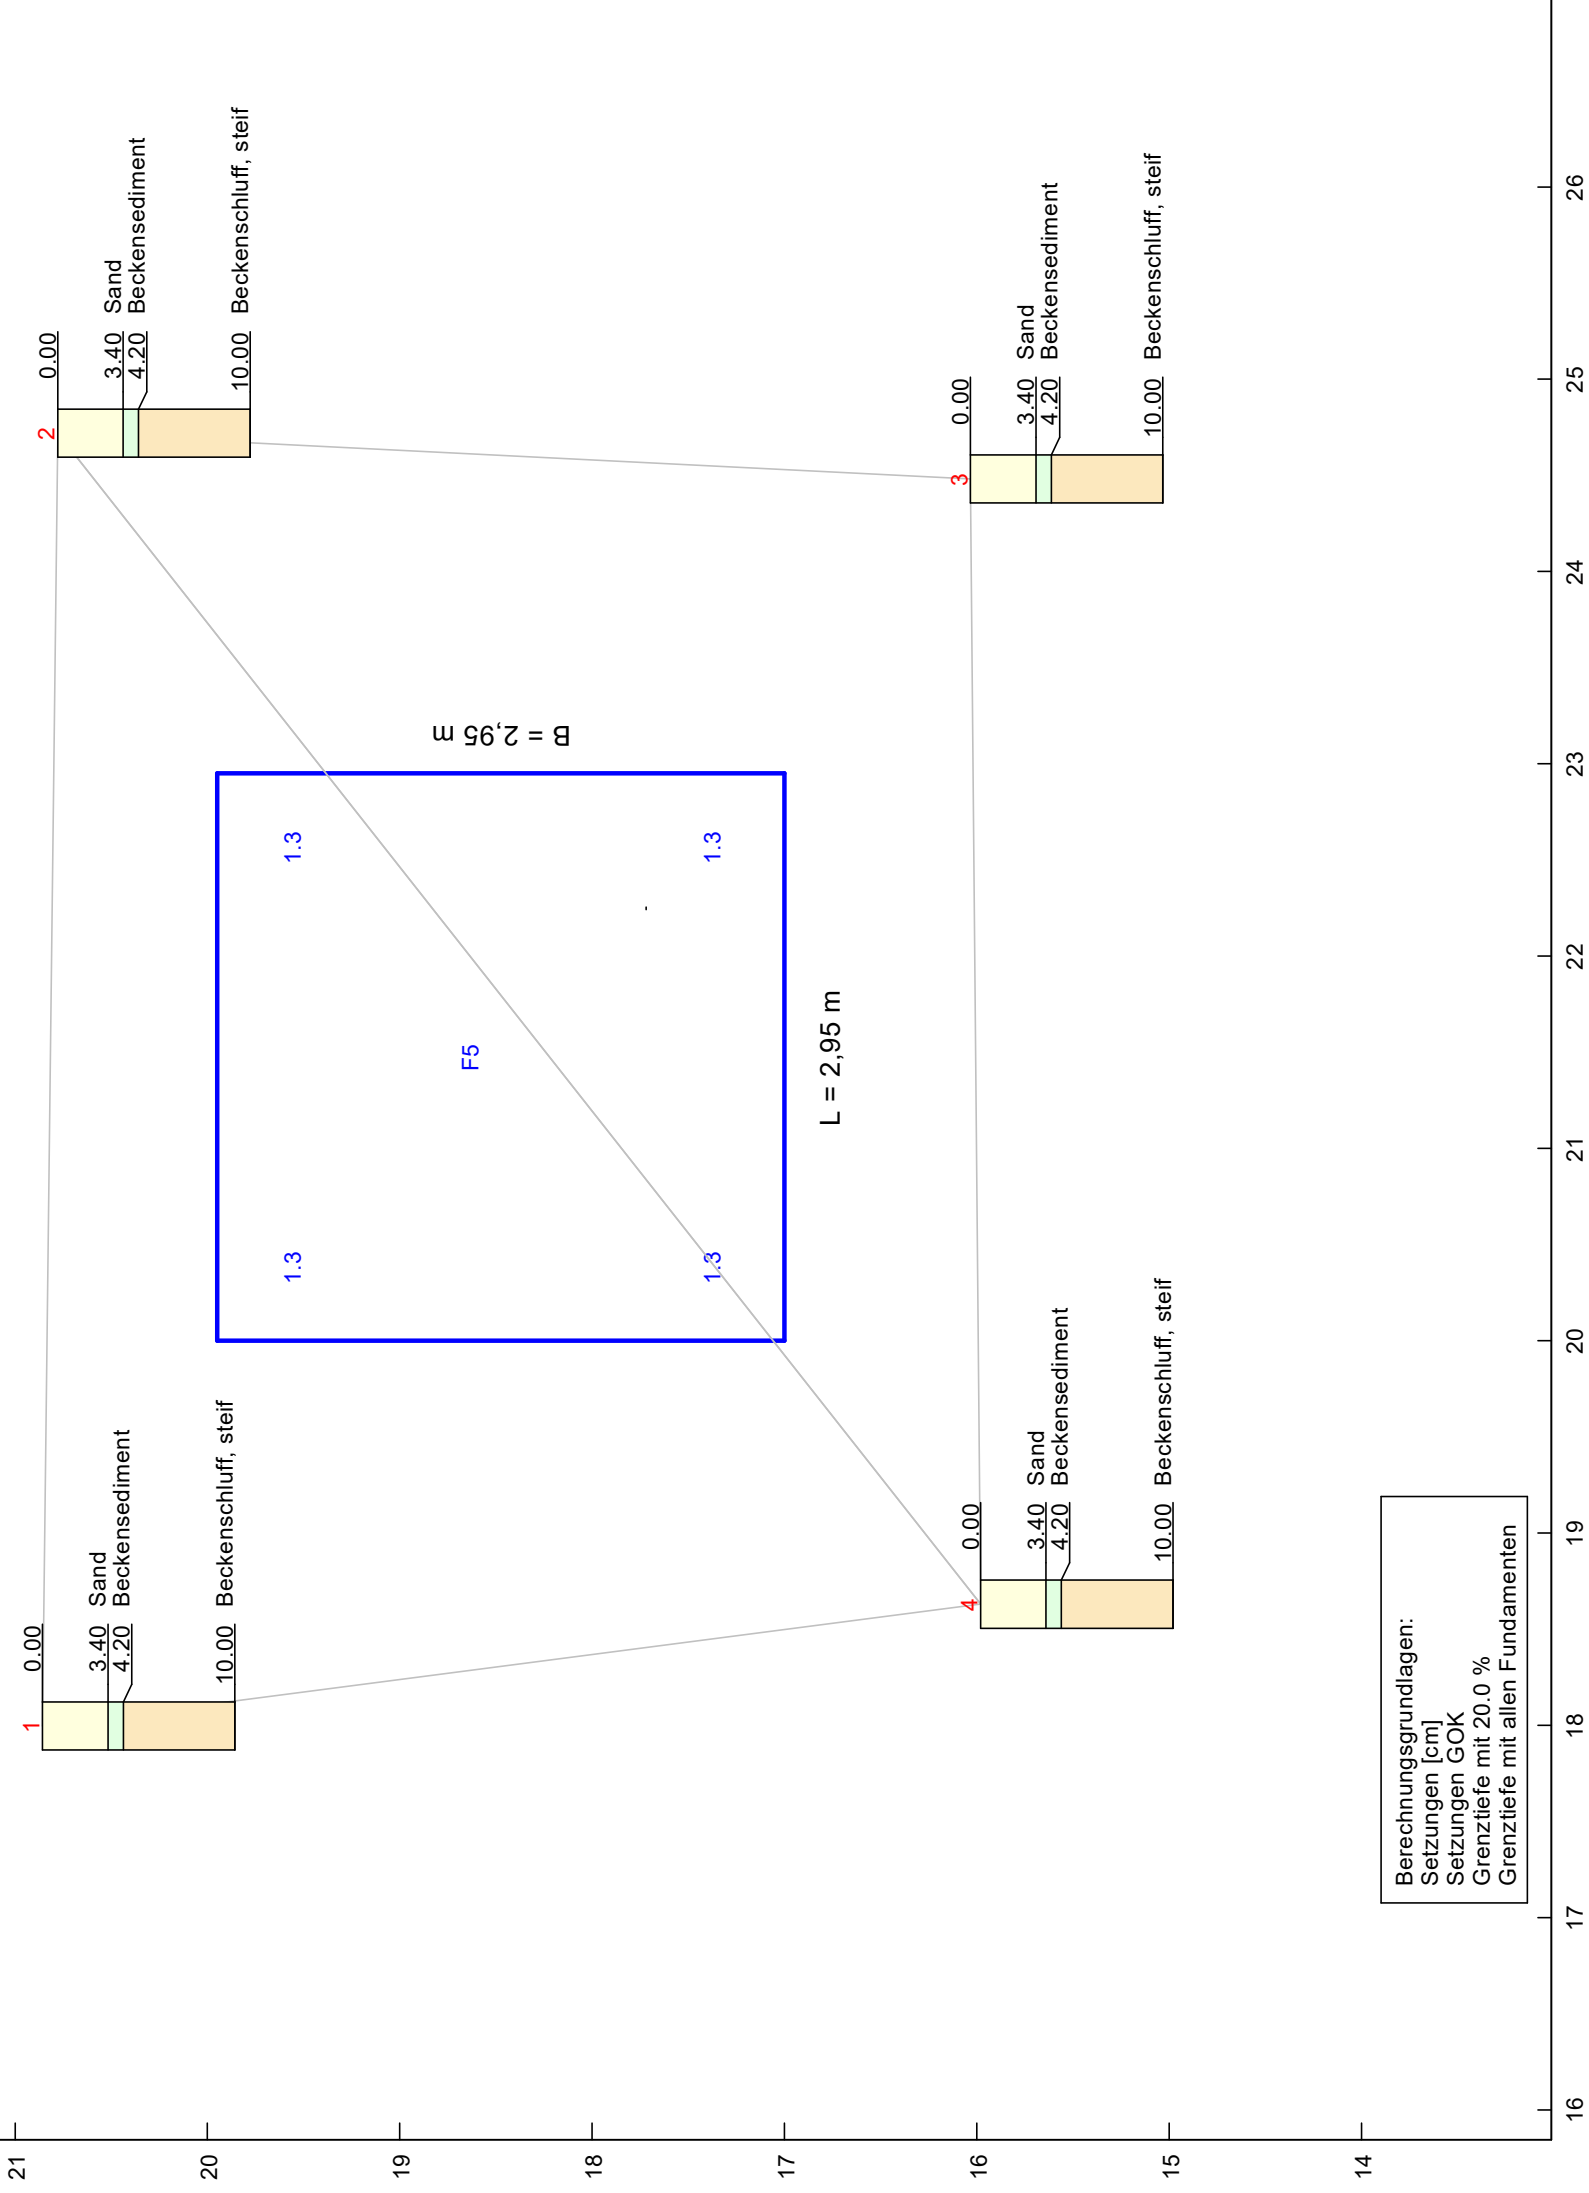 1
0.00
3.40 Sand
4.20 Beckensediment
10.00 Beckenschluff, steif
2
0.00
3.40 Sand
4.20 Beckensediment
10.00 Beckenschluff, steif
1.3
1.3
F5
B = 2,95 m
1.3
1.3
L = 2,95 m
4
0.00
3.40 Sand
4.20 Beckensediment
10.00 Beckenschluff, steif
3
0.00
3.40 Sand
4.20 Beckensediment
10.00 Beckenschluff, steif
Berechnungsgrundlagen:
Setzungen [cm]
Setzungen GOK
Grenztiefe mit 20.0 %
Grenztiefe mit allen Fundamenten
21
20
19
18
17
16
15
14
16 17 18 19 20 21 22 23 24 25 26